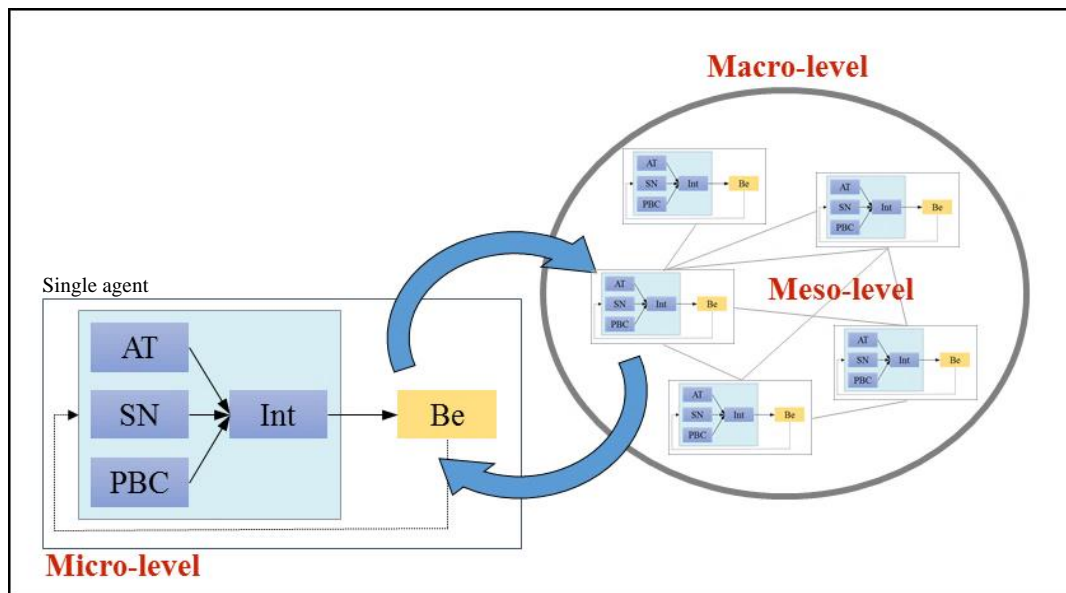 Macro-level
AT
SN
PBC
Int
Be
AT
SN
PBC
Int
Be
Single agent
AT
SN
PBC
Int
Be
Meso-level
AT
SN
PBC
Int
Be
AT
SN
PBC
Int
Be
AT
SN
PBC
Int
Be
Micro-level